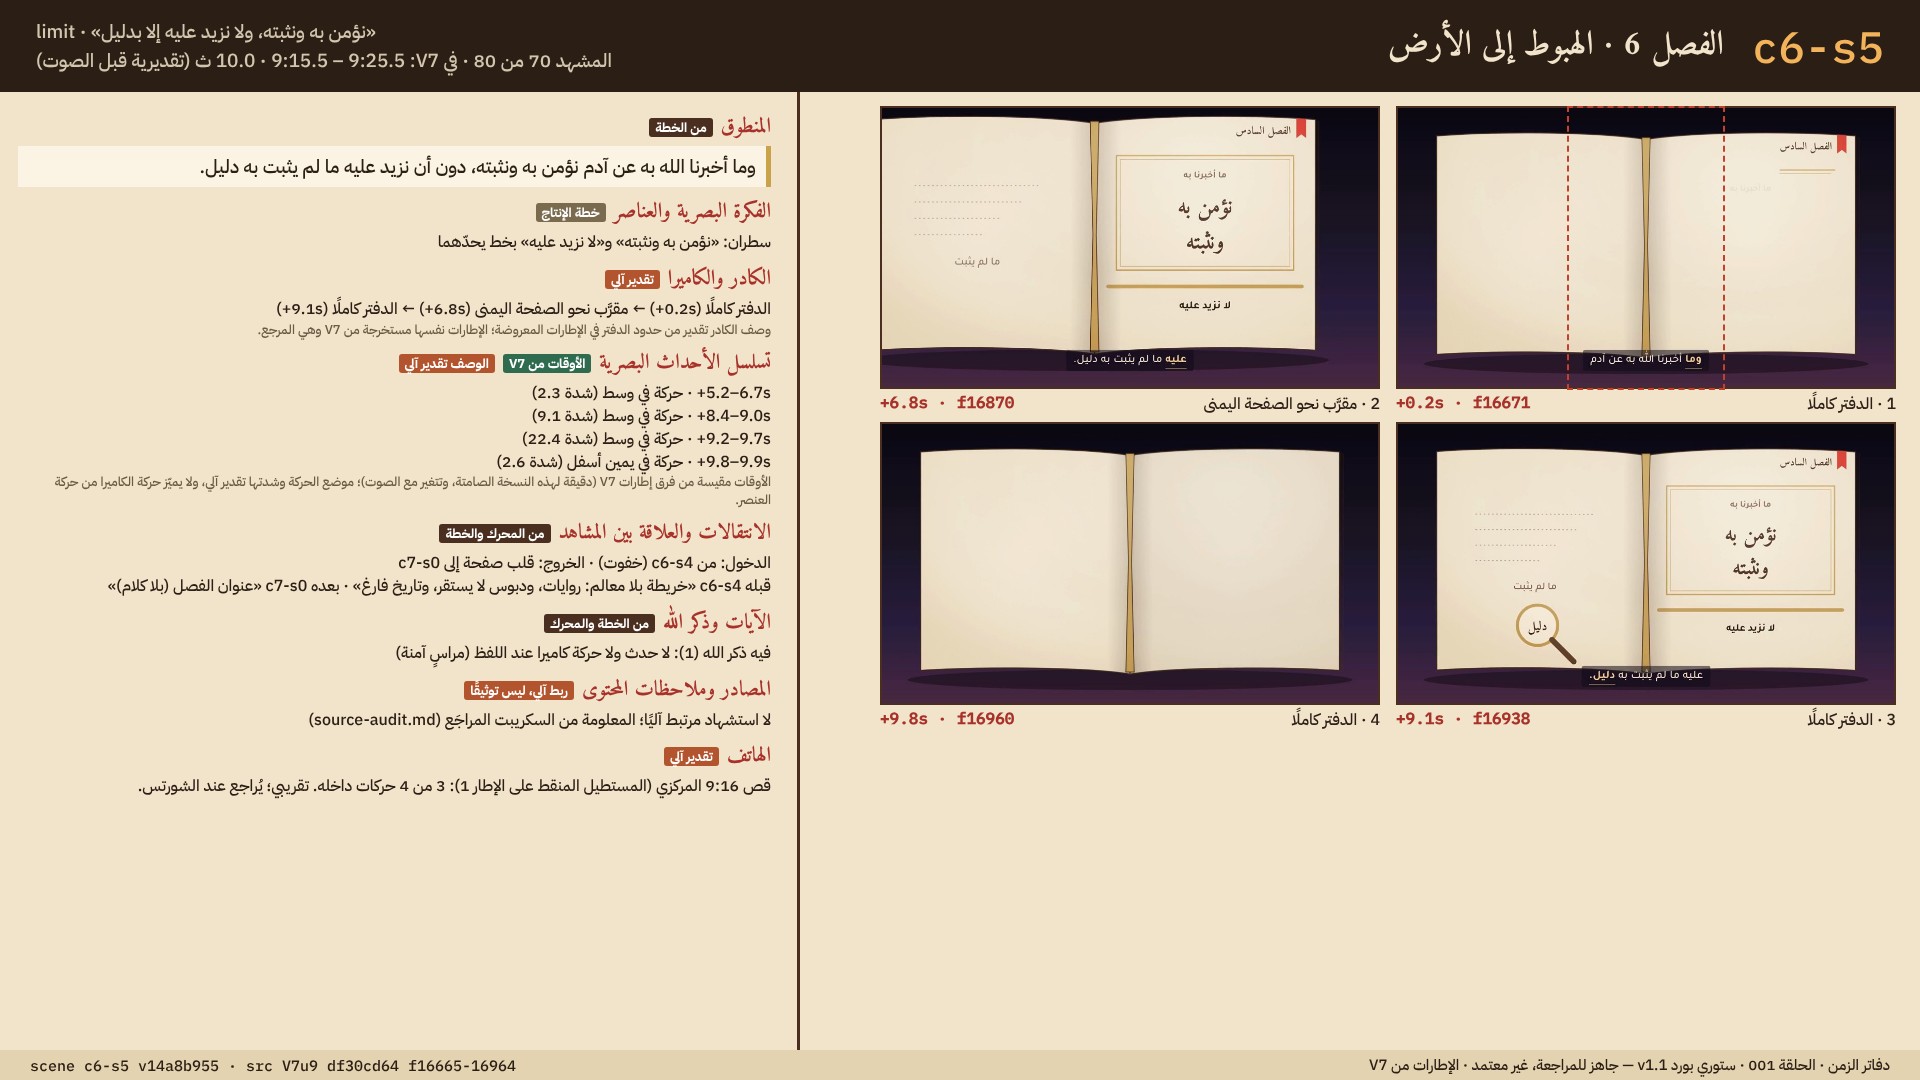 c6-s5 الفصل 6 · الهبوط إلى الأرض
«نؤمن به ونثبته، ولا نزيد عليه إلا بدليل» · limit
المشهد 70 من 80 · في V7: 9:15.5 – 9:25.5 · 10.0 ث (تقديرية قبل الصوت)
الفصل السادس
وما أخبرنا الله به عن آدم
1 · الدفتر كاملًا
+0.2s · f16671
الفصل السادس
ما أخبرنا به
نؤمن به
ونثبته
لا نزيد عليه
ما لم يثبت
عليه ما لم يثبت به دليل.
2 · مقرَّب نحو الصفحة اليمنى
+6.8s · f16870
الفصل السادس
ما أخبرنا به
نؤمن به
ونثبته
لا نزيد عليه
ما لم يثبت
دليل
عليه ما لم يثبت به دليل.
3 · الدفتر كاملًا
+9.1s · f16938
4 · الدفتر كاملًا
+9.8s · f16960
المنطوق من الخطة
وما أخبرنا الله به عن آدم نؤمن به ونثبته، دون أن نزيد عليه ما لم يثبت به دليل.
الفكرة البصرية والعناصر خطة الإنتاج
سطران: «نؤمن به ونثبته» و«لا نزيد عليه» بخط يحدّهما
الكادر والكاميرا تقدير آلي
الدفتر كاملًا (+0.2s) ← مقرَّب نحو الصفحة اليمنى (+6.8s) ← الدفتر كاملًا (+9.1s)
وصف الكادر تقدير من حدود الدفتر في الإطارات المعروضة؛ الإطارات نفسها مستخرجة من V7 وهي المرجع.
تسلسل الأحداث البصرية الأوقات من V7 الوصف تقدير آلي
+5.2–6.7s · حركة في وسط (شدة 2.3)
+8.4–9.0s · حركة في وسط (شدة 9.1)
+9.2–9.7s · حركة في وسط (شدة 22.4)
+9.8–9.9s · حركة في يمين أسفل (شدة 2.6)
الأوقات مقيسة من فرق إطارات V7 (دقيقة لهذه النسخة الصامتة، وتتغير مع الصوت)؛ موضع الحركة وشدتها تقدير آلي، ولا يميّز حركة الكاميرا من حركة
العنصر.
الانتقالات والعلاقة بين المشاهد من المحرك والخطة
الدخول: من c6-s4 (خفوت) · الخروج: قلب صفحة إلى c7-s0
قبله c6-s4 «خريطة بلا معالم: روايات، ودبوس لا يستقر، وتاريخ فارغ» · بعده c7-s0 «عنوان الفصل (بلا كلام)»
الآيات وذكر الله من الخطة والمحرك
فيه ذكر الله (1): لا حدث ولا حركة كاميرا عند اللفظ (مراسٍ آمنة)
المصادر وملاحظات المحتوى ربط آلي، ليس توثيقًا
لا استشهاد مرتبط آليًا؛ المعلومة من السكريبت المراجَع (source-audit.md)
الهاتف تقدير آلي
قص 9:16 المركزي (المستطيل المنقط على الإطار 1): 3 من 4 حركات داخله. تقريبي؛ يُراجع عند الشورتس.
دفاتر الزمن · الحلقة 001 · ستوري بورد v1.1 — جاهز للمراجعة، غير معتمد · الإطارات من V7
scene c6-s5 v14a8b955 · src V7u9 df30cd64 f16665-16964